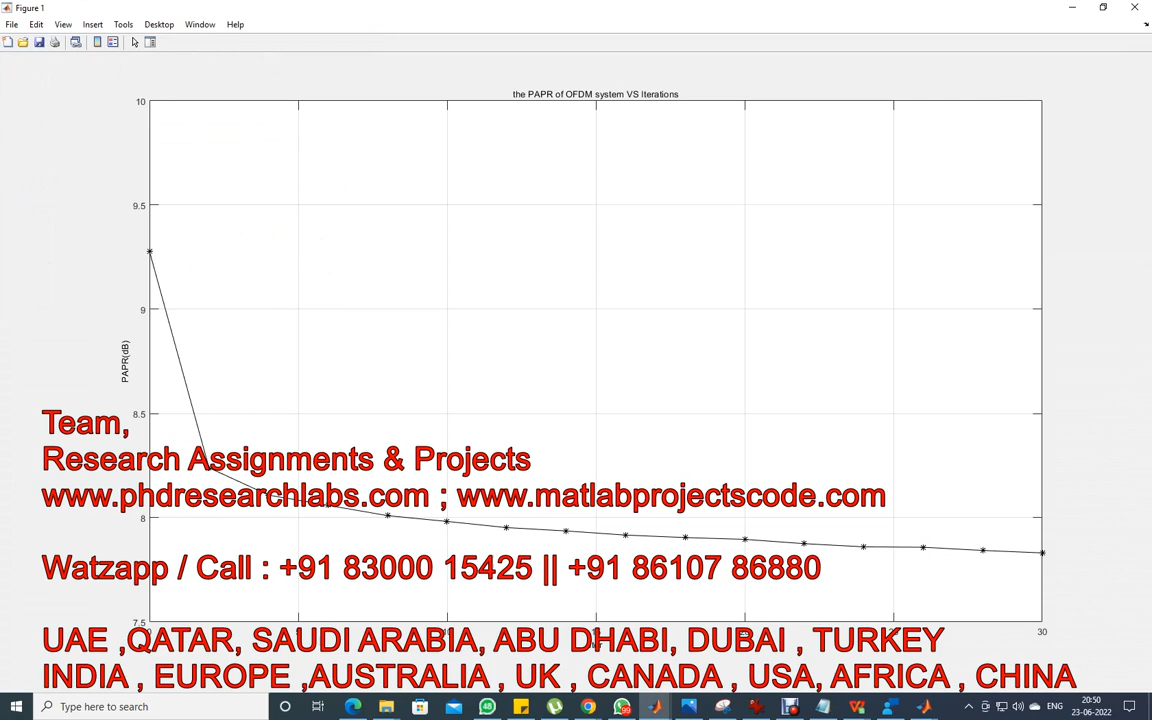 Figure 1
File Edit View Insert Tools Desktop Window Help
the PAPR of OFDM system VS Iterations
10
9.5
9
PAPR(dB)
8.5
8
7.5
30
Team,
Research Assignments & Projects
www.phdresearchlabs.com ; www.matlabprojectscode.com
Watzapp / Call : +91 83000 15425 || +91 86107 86880
UAE ,QATAR, SAUDI ARABIA, ABU DHABI, DUBAI , TURKEY
INDIA , EUROPE ,AUSTRALIA , UK , CANADA , USA, AFRICA , CHINA
Type here to search
48
99
ENG
20:50
23-06-2022